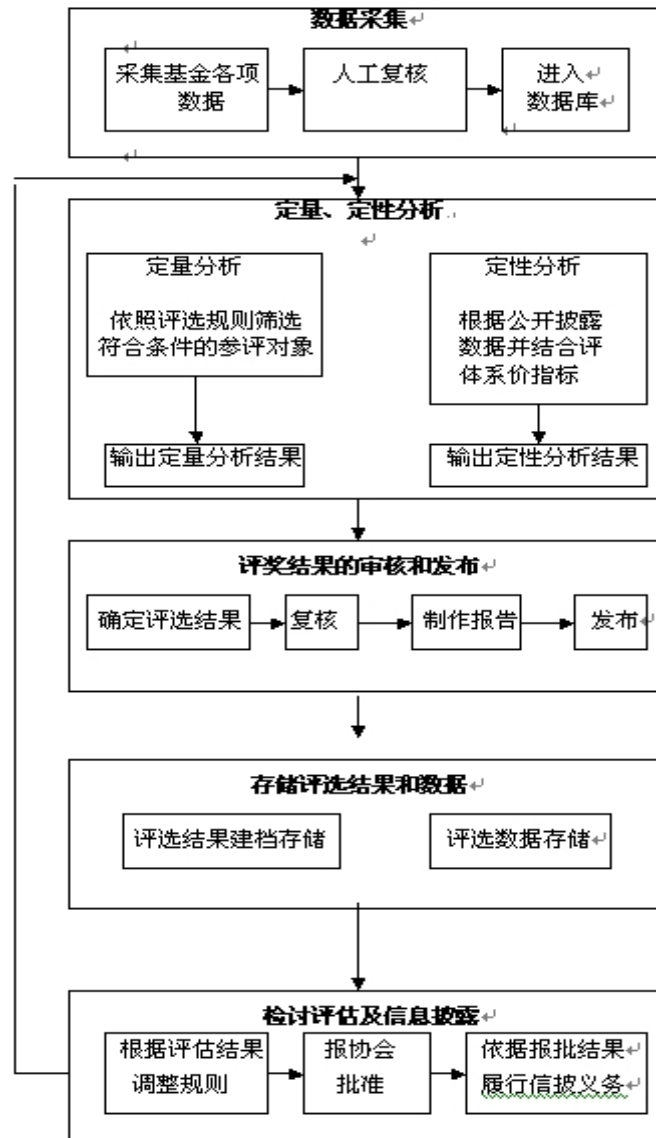 数据采集
采集基金各项
数据
人工复核
进入
数据库
定量、定性分析
定量分析
依照评选规则筛选
符合条件的参评对象
定性分析
根据公开披露
数据并结合评
体系价指标
输出定量分析结果
输出定性分析结果
评奖结果的审核和发布
确定评选结果
复核
制作报告
发布
存储评选结果和数据
评选结果建档存储
评选数据存储
检讨评估及信息披露
根据评估结果
调整规则
报协会
批准
依据报批结果
履行信披义务